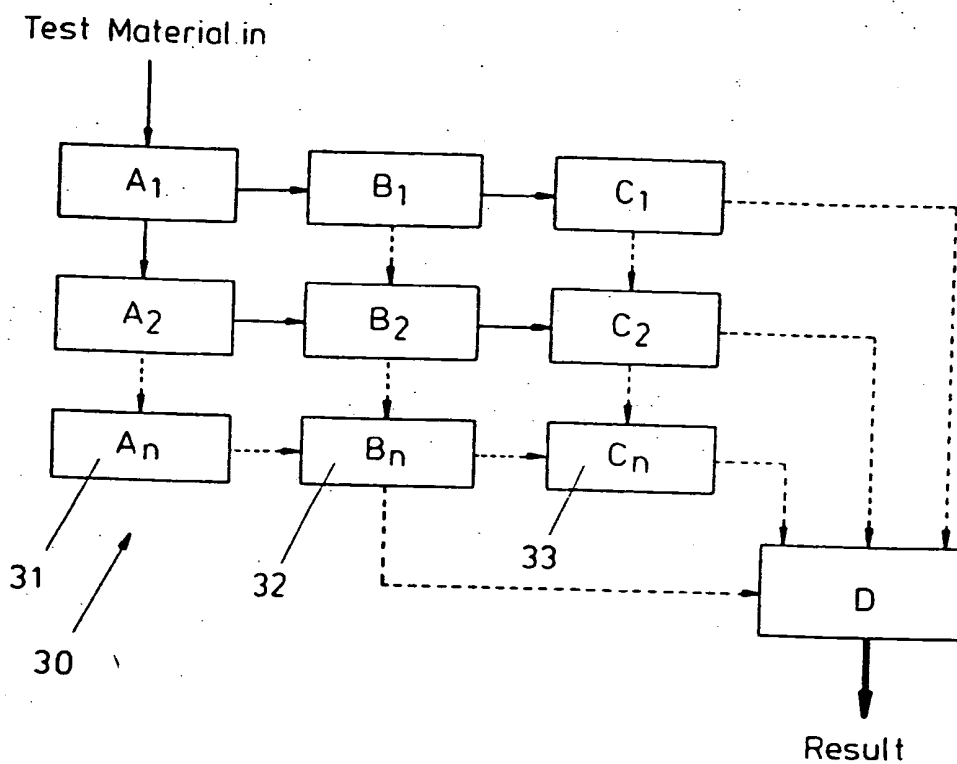 Test Material in
A1 B1 C1
A2 B2 C2
An Bn Cn
31 32 33
D
30
Result